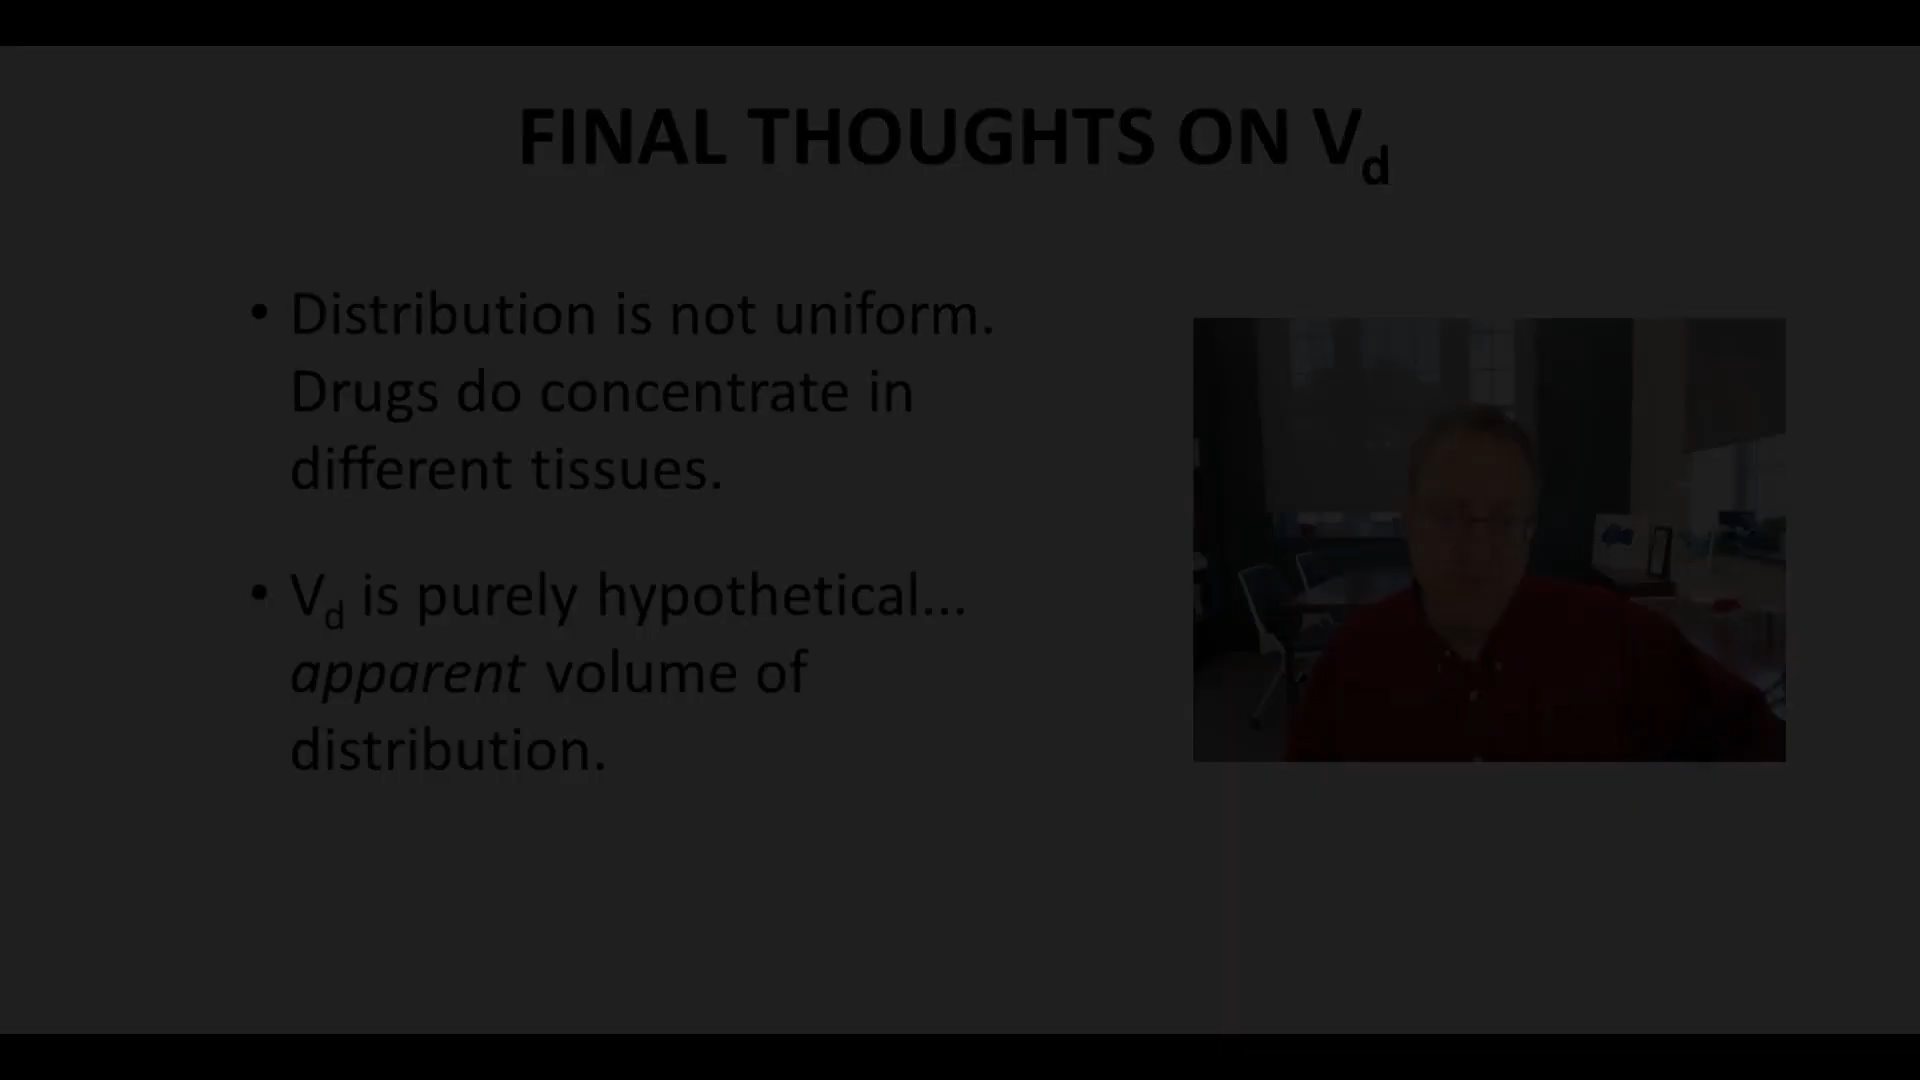 FINAL THOUGHTS ON Vd
• Distribution is not uniform.
Drugs do concentrate in
different tissues.
• Vd is purely hypothetical...
apparent volume of
distribution.